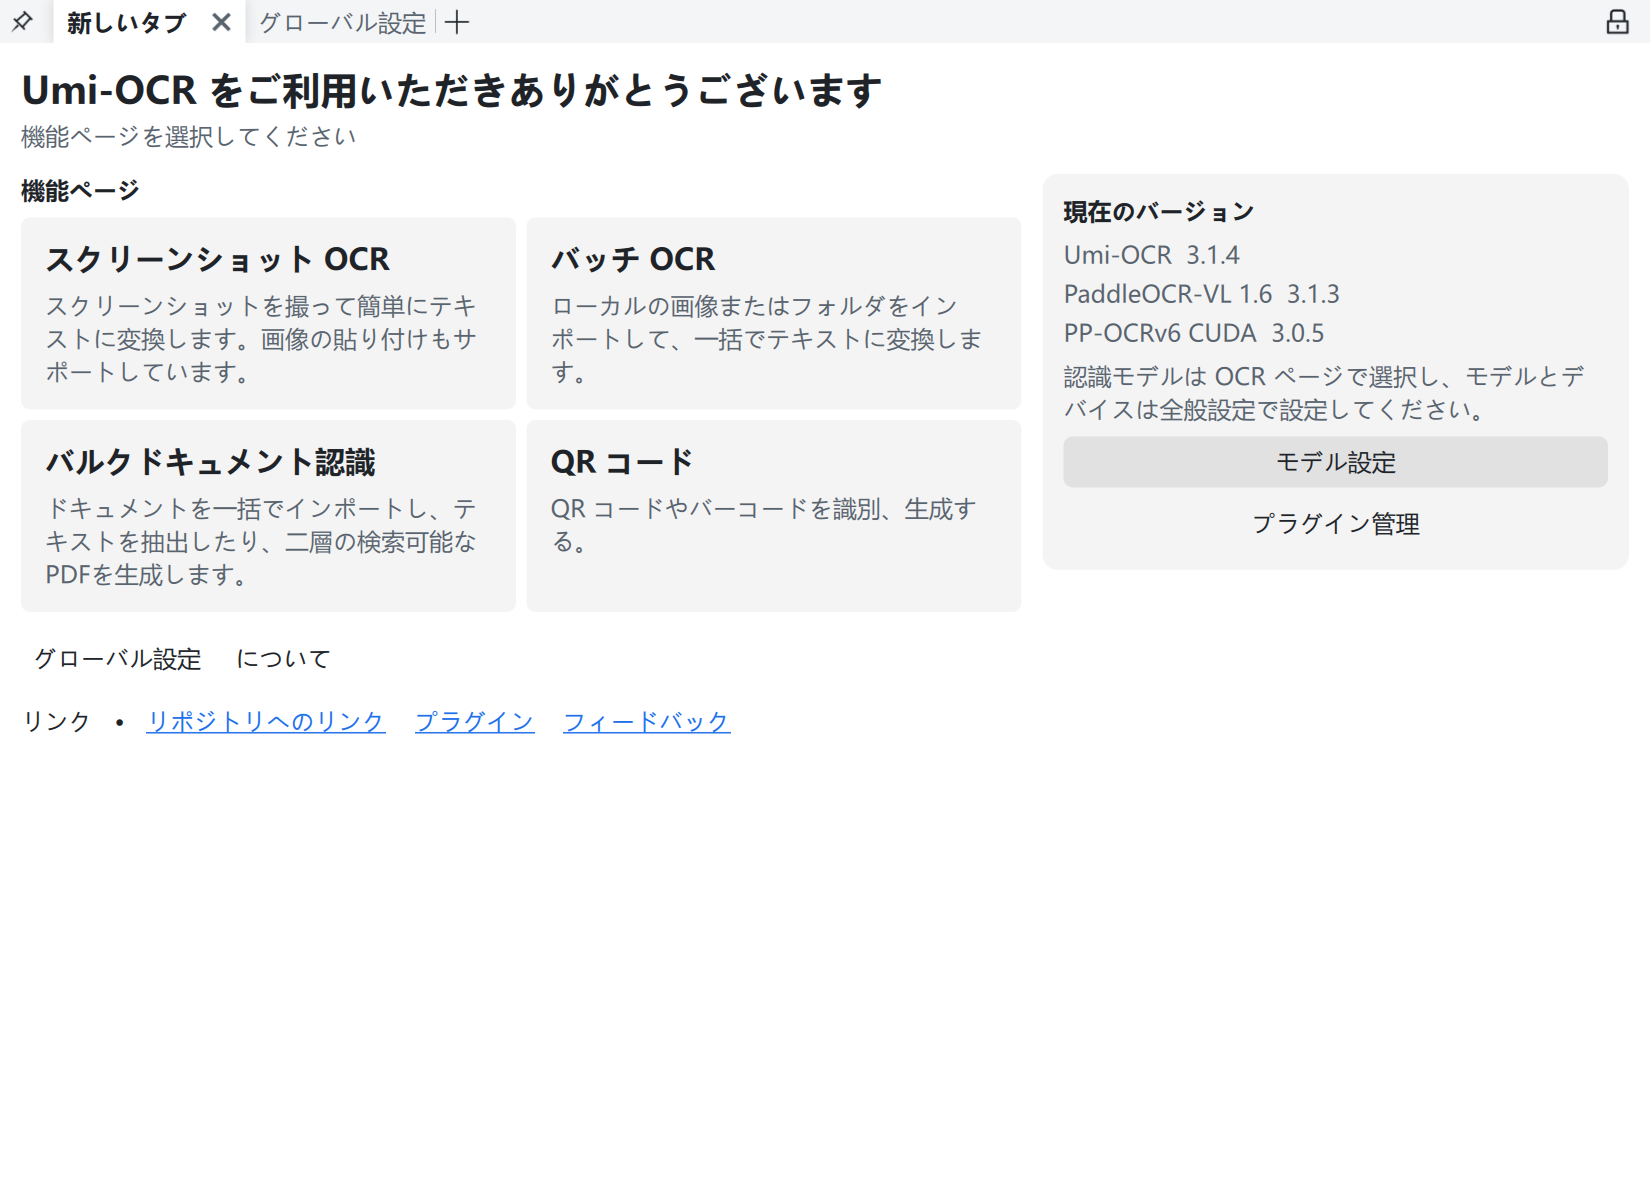 新しいタブ
グローバル設定
Umi-OCR をご利用いただきありがとうございます
機能ページを選択してください
機能ページ
スクリーンショット OCR
スクリーンショットを撮って簡単にテキ
ストに変換します。画像の貼り付けもサ
ポートしています。
バッチ OCR
ローカルの画像またはフォルダをイン
ポートして、一括でテキストに変換しま
す。
バルクドキュメント認識
ドキュメントを一括でインポートし、テ
キストを抽出したり、二層の検索可能な
PDFを生成します。
QR コード
QR コードやバーコードを識別、生成す
る。
現在のバージョン
Umi-OCR 3.1.4
PaddleOCR-VL 1.6 3.1.3
PP-OCRv6 CUDA 3.0.5
認識モデルは OCR ページで選択し、モデルとデ
バイスは全般設定で設定してください。
モデル設定
プラグイン管理
グローバル設定 について
リンク • リポジトリへのリンク プラグイン フィードバック